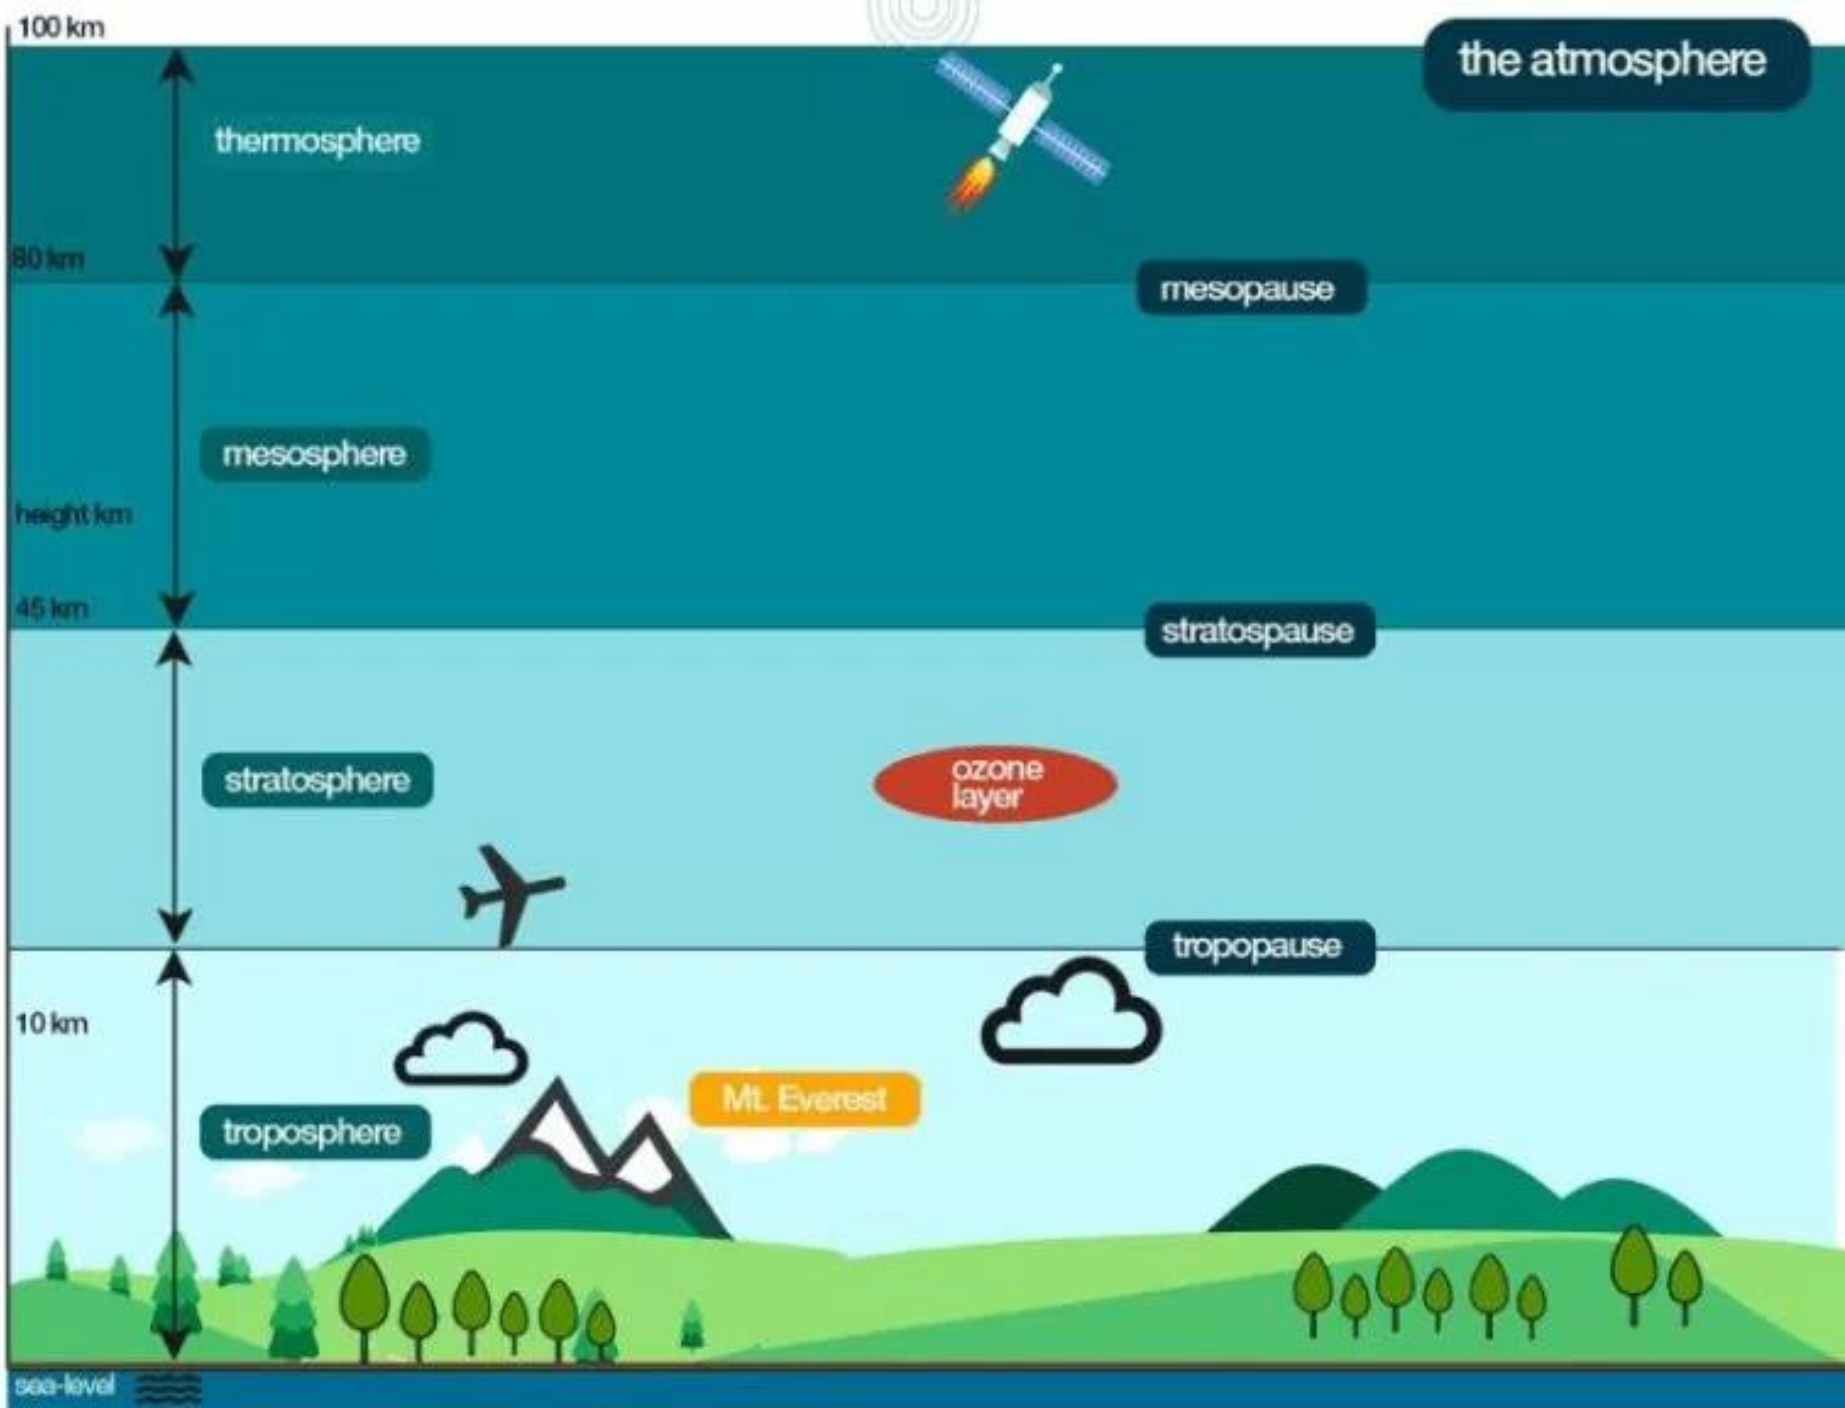 100 km
the atmosphere
thermosphere
80 km
mesopause
mesosphere
height km
45 km
stratospause
stratosphere
ozone
layer
tropopause
10 km
Mt. Everest
troposphere
sea-level